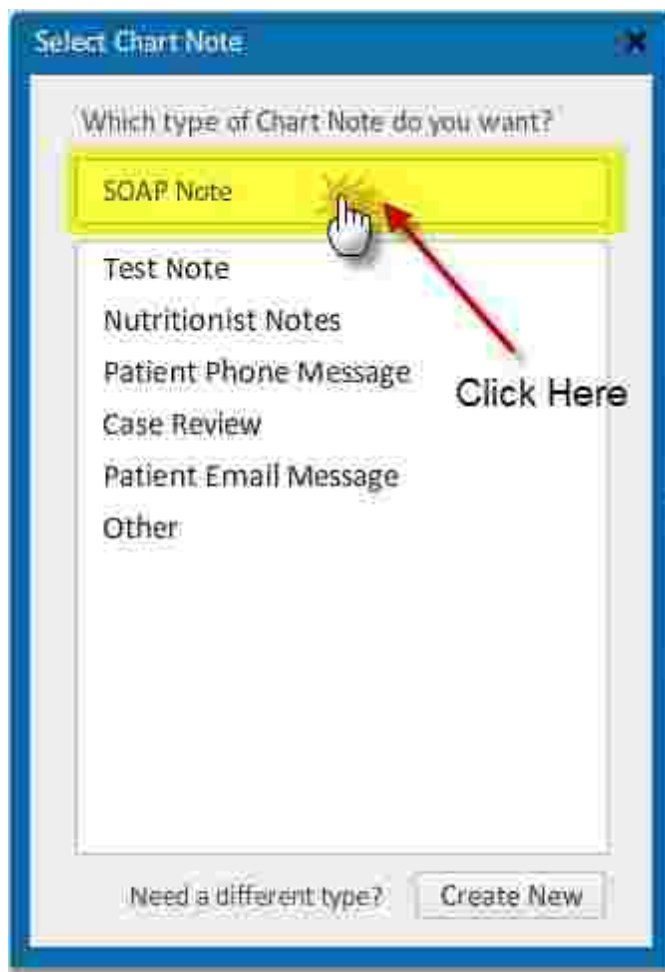 Select Chart Note
Which type of Chart Note do you want?
SOAP Note
Test Note
Nutritionist Notes
Patient Phone Message
Click Here
Case Review
Patient Email Message
Other
Need a different type? Create New